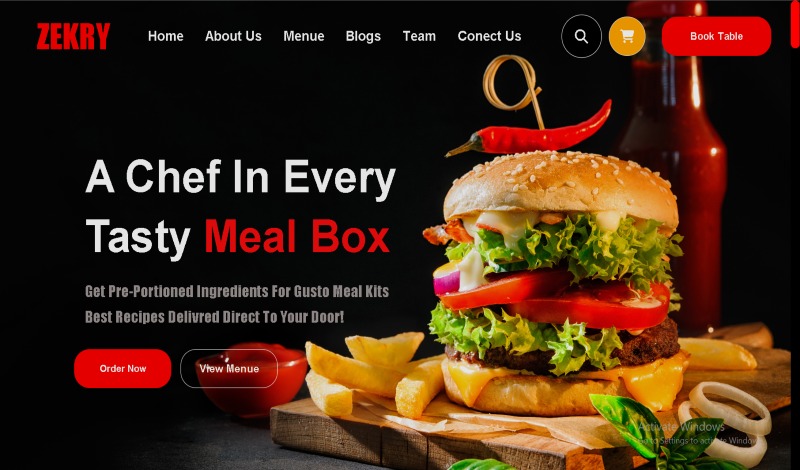 ZEKRY
Home About Us Menue Blogs Team Conect Us
Book Table
A Chef In Every
Tasty Meal Box
Get Pre-Portioned Ingredients For Gusto Meal Kits
Best Recipes Delivred Direct To Your Door!
Order Now
View Menue
Activate Windows
Go to Settings to activate Windows.